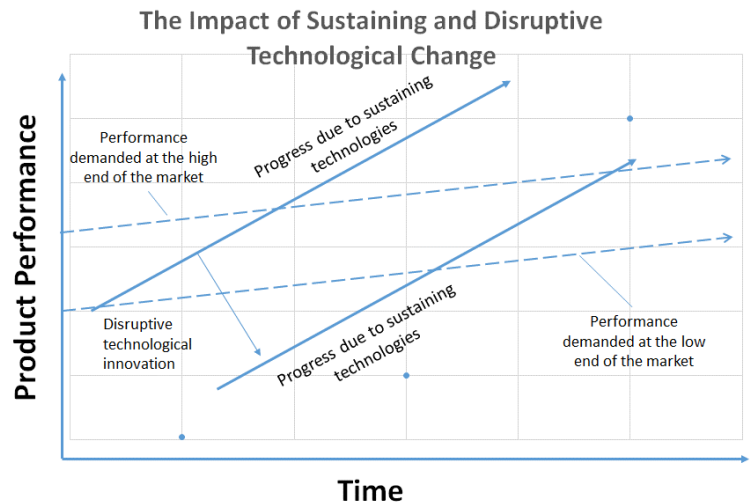 The Impact of Sustaining and Disruptive
Technological Change
Product Performance
Performance
demanded at the high
end of the market
Progress due to sustaining
technologies
Disruptive
technological
innovation
Progress due to sustaining
technologies
Performance
demanded at the low
end of the market
Time